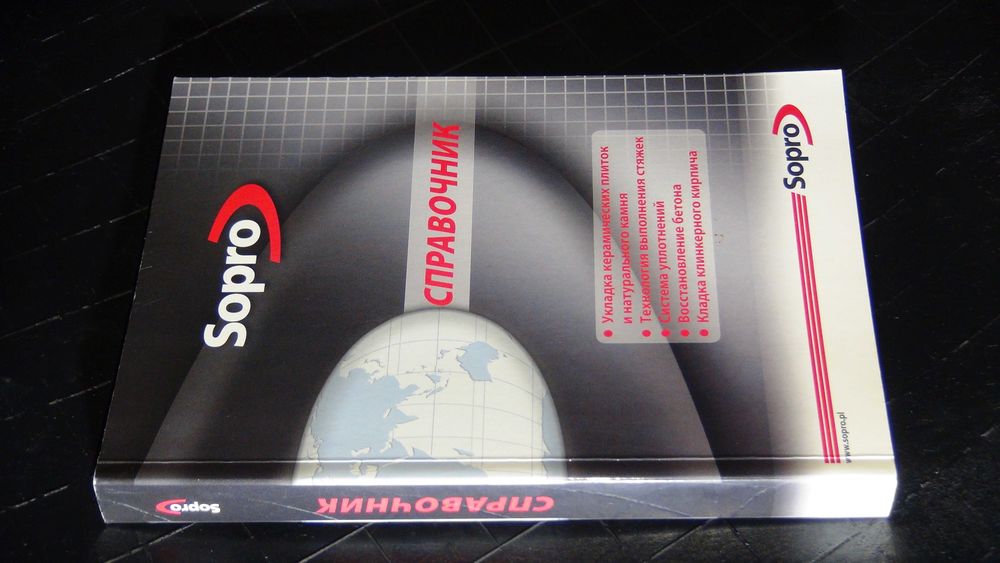 Sopro
СПРАВОЧНИК
• Укладка керамических плиток
и натурального камня
• Технология выполнения стяжек
• Система уплотнений
• Восстановление бетона
• Кладка клинкерного кирпича
Sopro
www.sopro.pl
Sopro
СПРАВОЧНИК